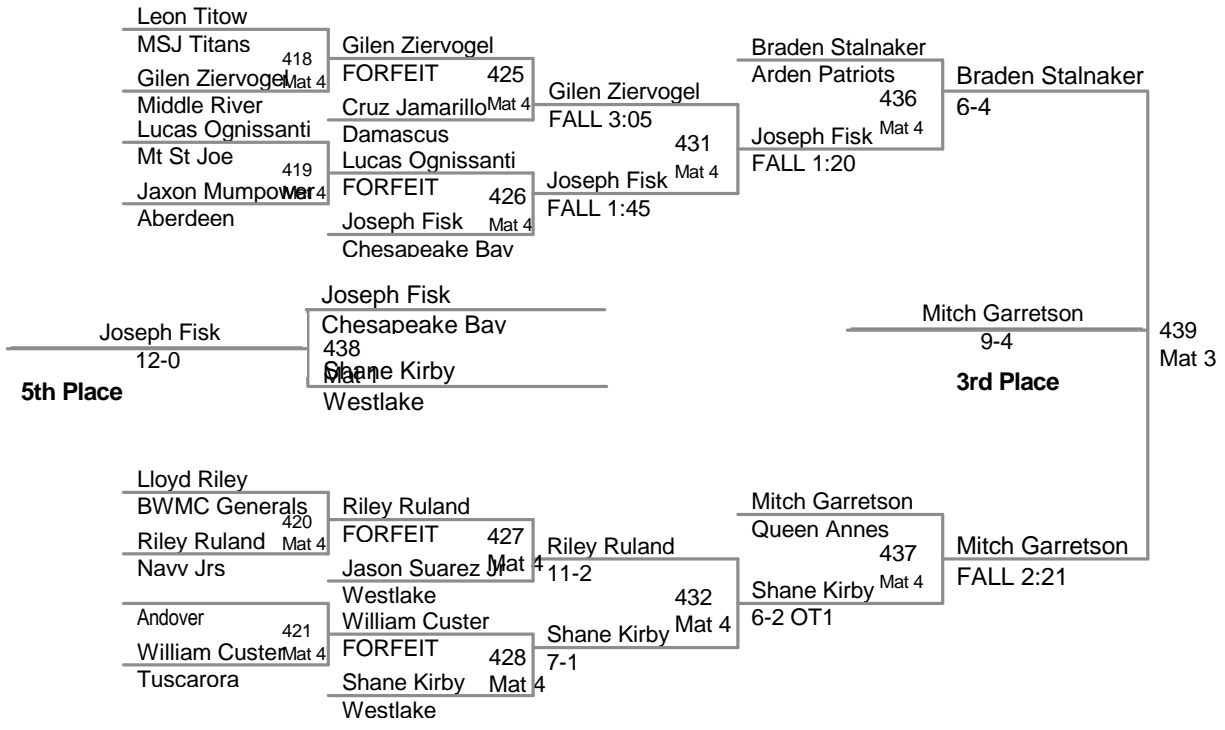 Leon Titow
MSJ Titans
418
Mat 4
Gilen Ziervogel
Middle River
Lucas Ognissanti
Mt St Joe
419
Mat 4
Jaxon Mumpower
Aberdeen
Gilen Ziervogel
FORFEIT
425
Mat 4
Cruz Jamarillo
Damascus
Lucas Ognissanti
FORFEIT
426
Mat 4
Joseph Fisk
Chesapeake Bay
Gilen Ziervogel
FALL 3:05
431
Mat 4
Joseph Fisk
FALL 1:45
Braden Stalnaker
Arden Patriots
436
Mat 4
Joseph Fisk
FALL 1:20
Braden Stalnaker
6-4
Joseph Fisk
12-0
5th Place
Joseph Fisk
Chesapeake Bay
438
Mat 1
Shane Kirby
Westlake
Mitch Garretson
9-4
3rd Place
439
Mat 3
Lloyd Riley
BWMC Generals
420
Mat 4
Riley Ruland
Navy Jrs
Andover
421
Mat 4
William Custer
Tuscarora
Riley Ruland
FORFEIT
427
Mat 4
Jason Suarez Jr
Westlake
William Custer
FORFEIT
428
Mat 4
Shane Kirby
Westlake
Riley Ruland
11-2
432
Mat 4
Shane Kirby
7-1
Mitch Garretson
Queen Annes
437
Mat 4
Shane Kirby
6-2 OT1
Mitch Garretson
FALL 2:21